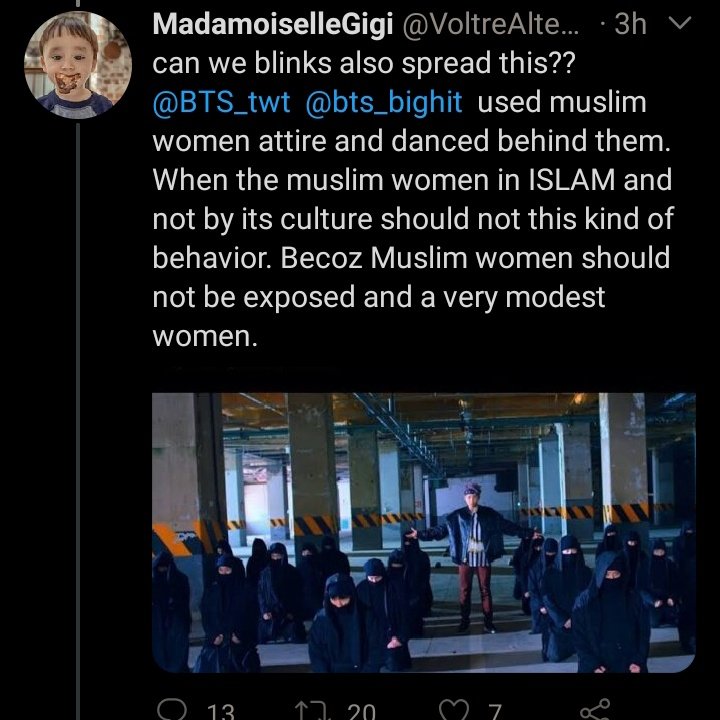 MadamoiselleGigi @VoltreAlte... · 3h
can we blinks also spread this??
@BTS_twt @bts_bighit used muslim
women attire and danced behind them.
When the muslim women in ISLAM and
not by its culture should not this kind of
behavior. Becoz Muslim women should
not be exposed and a very modest
women.
13 20 7